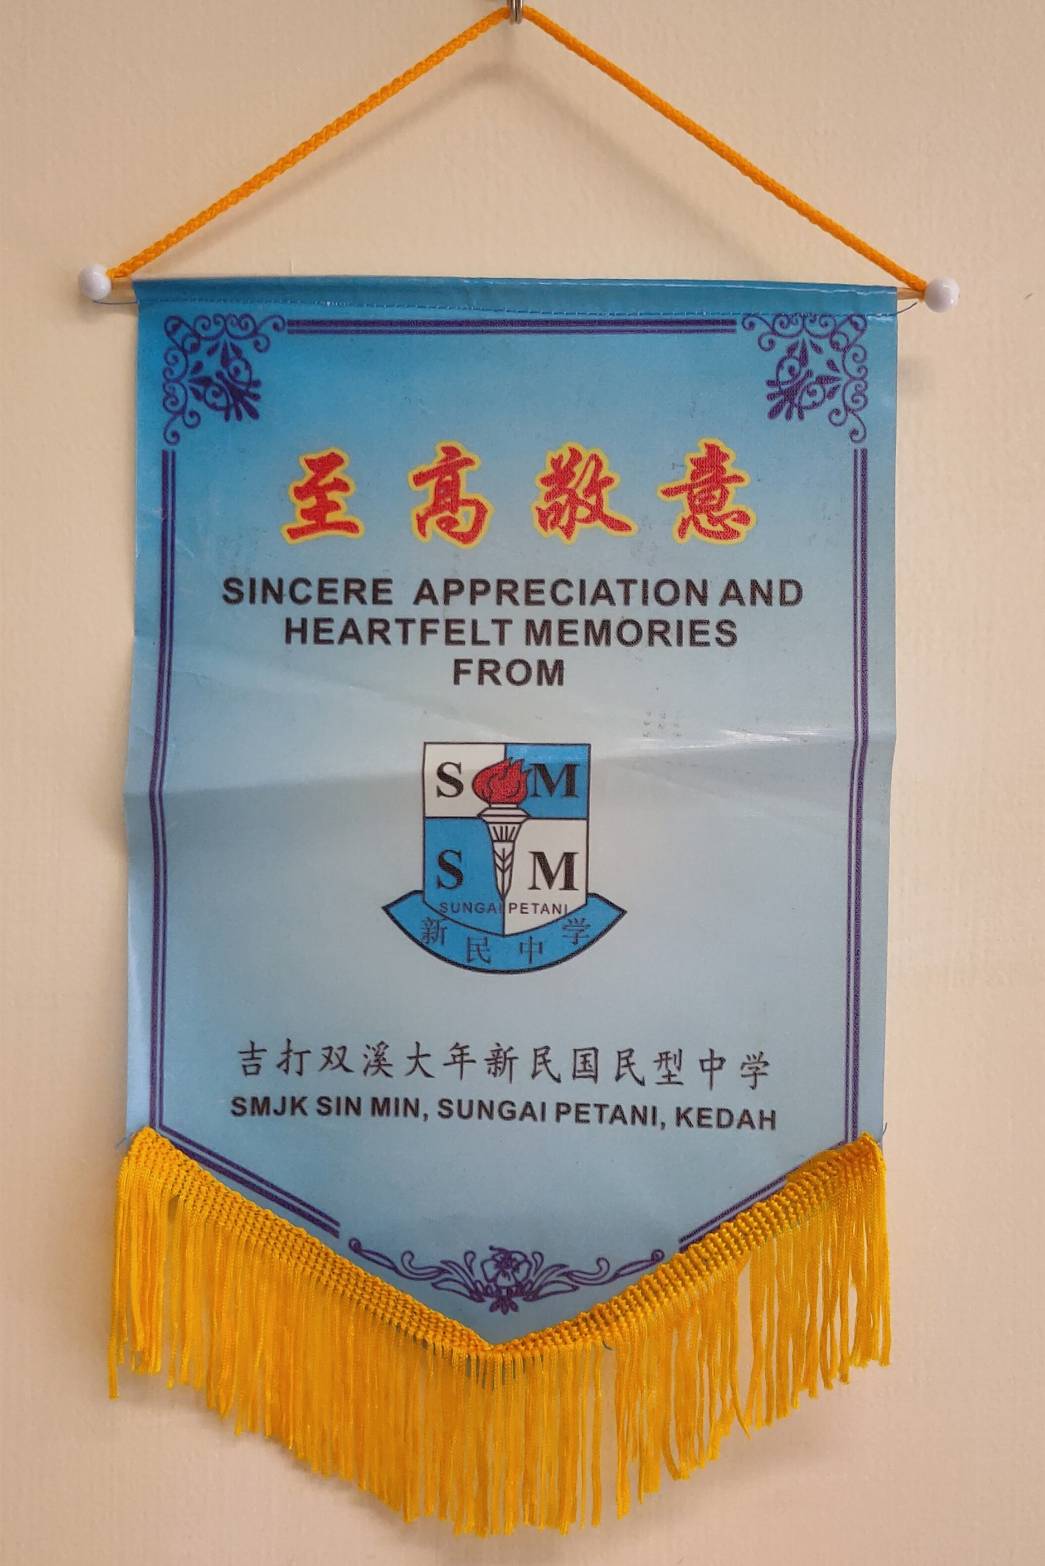 至高敬意
SINCERE APPRECIATION AND
HEARTFELT MEMORIES
FROM
S M
S M
SUNGAI PETANI
新民中学
吉打双溪大年新民国民型中学
SMJK SIN MIN, SUNGAI PETANI, KEDAH